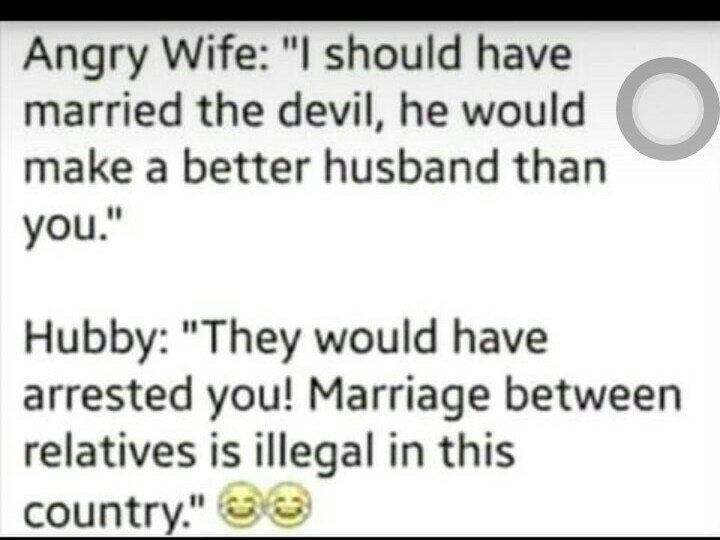 Angry Wife: "I should have
married the devil, he would
make a better husband than
you."
Hubby: "They would have
arrested you! Marriage between
relatives is illegal in this
country." 😂😂